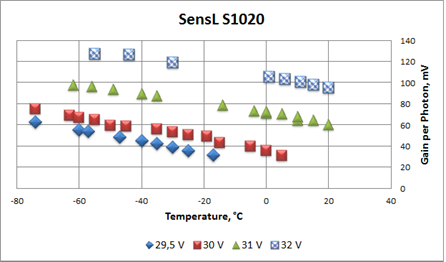 SensL S1020
140
120
100
80
60
40
20
0
Gain per Photon, mV
-80 -60 -40 -20 0 20 40
Temperature, °C
29,5 V 30 V 31 V 32 V